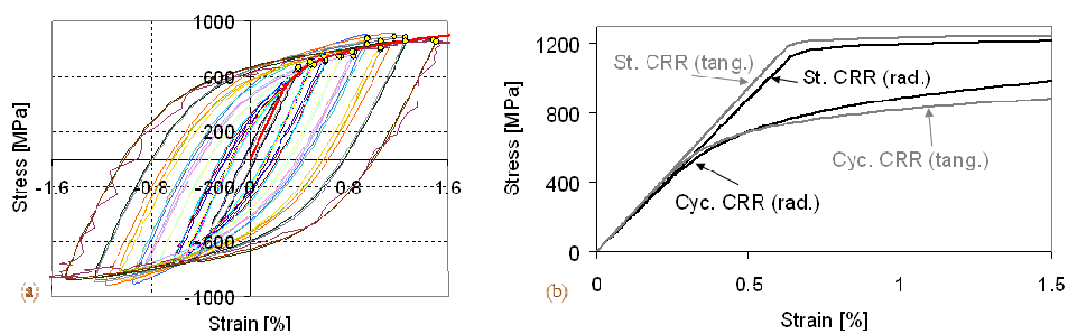 1000
600
200
-200
-600
-1000
-1.6
-0.8
0.0
0.8
1.6
Stress [MPa]
Strain [%]
(a)
1200
800
400
0
Stress [MPa]
St. CRR (tang.)
St. CRR (rad.)
Cyc. CRR (tang.)
Cyc. CRR (rad.)
0
0.5
1
1.5
Strain [%]
(b)